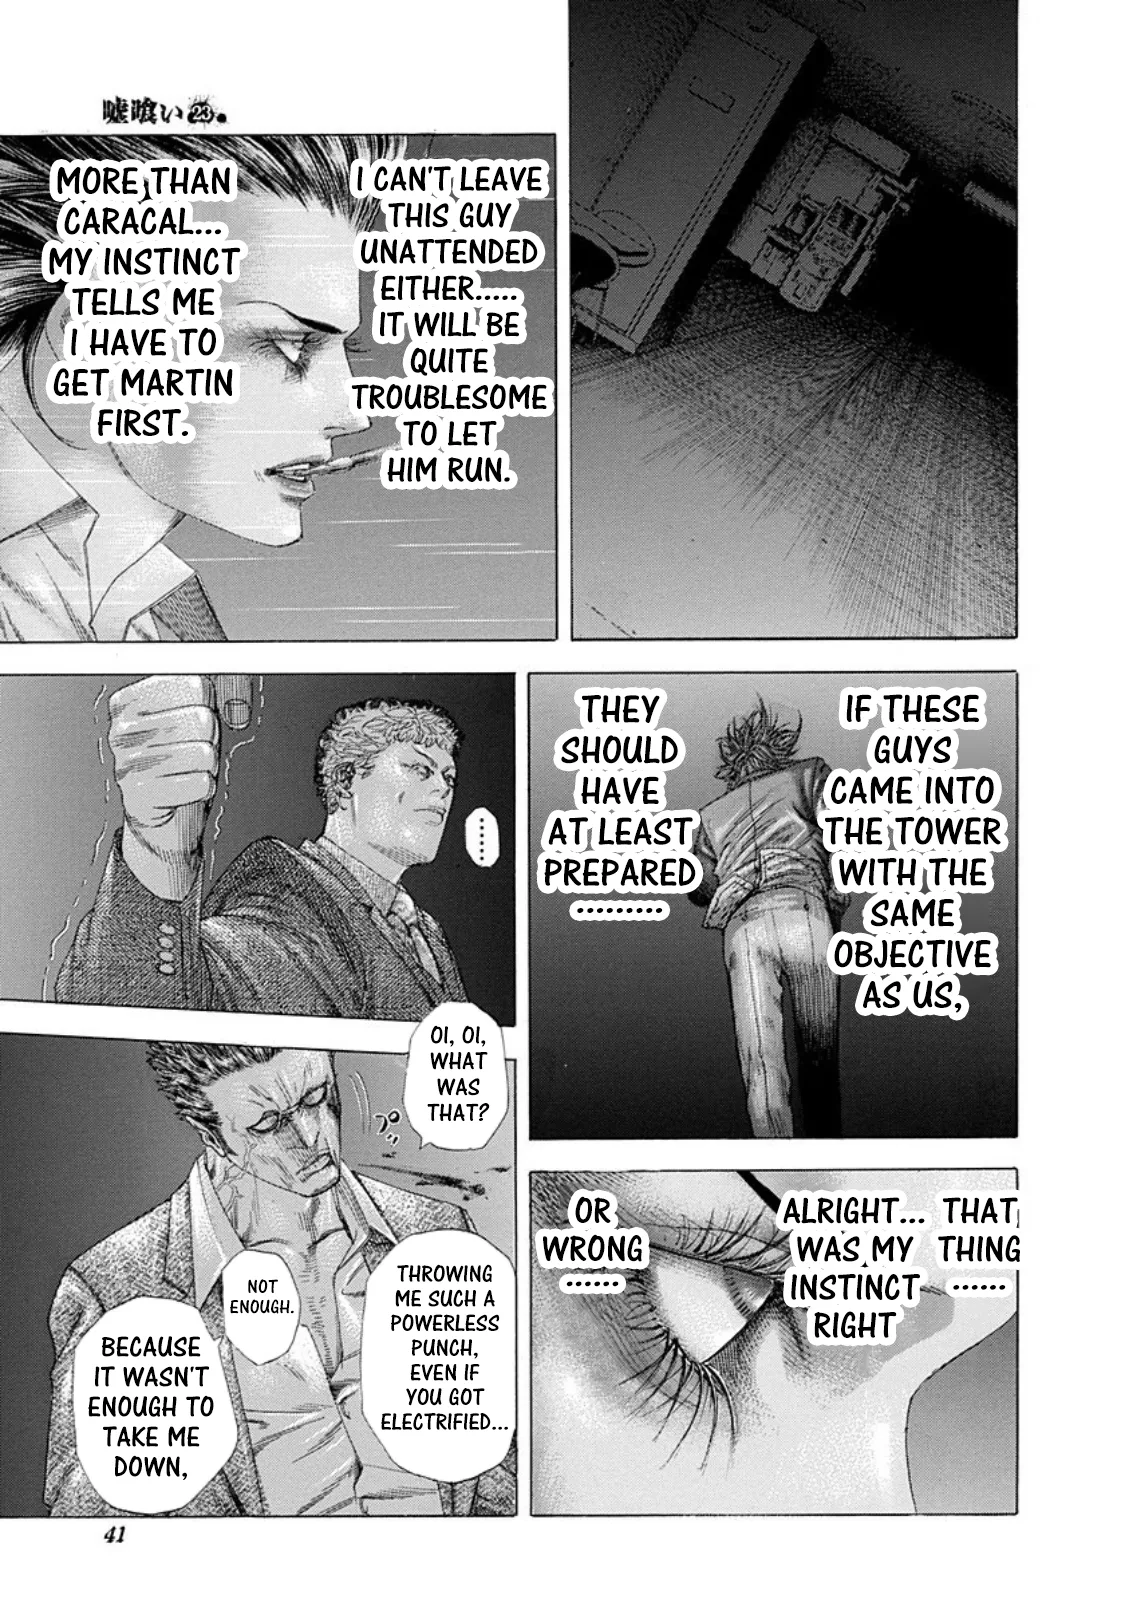 嘘喰い 23
I CAN'T LEAVE
THIS GUY
UNATTENDED
EITHER.....
IT WILL BE
QUITE
TROUBLESOME
TO LET
HIM RUN.
MORE THAN
CARACAL...
MY INSTINCT
TELLS ME
I HAVE TO
GET MARTIN
FIRST.
IF THESE
GUYS
CAME INTO
THE TOWER
WITH THE
SAME
OBJECTIVE
AS US,
THEY
SHOULD
HAVE
AT LEAST
PREPARED
.........
......
THAT
THING
......
ALRIGHT...
WAS MY
INSTINCT
RIGHT
OR
WRONG
......
OI, OI,
WHAT
WAS
THAT?
プッ
THROWING
ME SUCH A
POWERLESS
PUNCH,
EVEN IF
YOU GOT
ELECTRIFIED...
NOT
ENOUGH.
BECAUSE
IT WASN'T
ENOUGH TO
TAKE ME
DOWN,
41